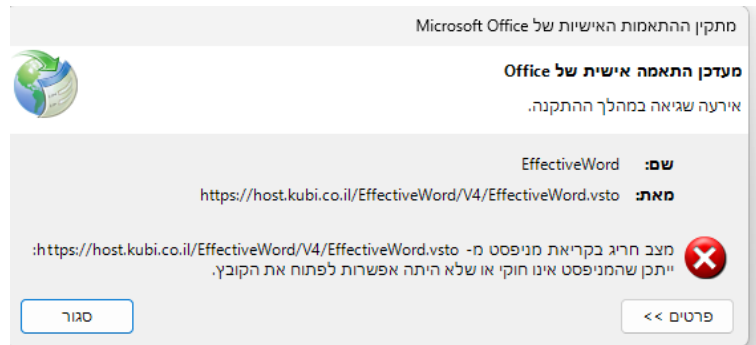 מתקין ההתאמות האישיות של Microsoft Office
מעדכן התאמה אישית של Office
אירעה שגיאה במהלך ההתקנה.
שם: EffectiveWord
מאת: https://host.kubi.co.il/EffectiveWord/V4/EffectiveWord.vsto
מצב חריג בקריאת מניפסט מ- https://host.kubi.co.il/EffectiveWord/V4/EffectiveWord.vsto:
ייתכן שהמניפסט אינו חוקי או שלא היתה אפשרות לפתוח את הקובץ.
פרטים >>
סגור